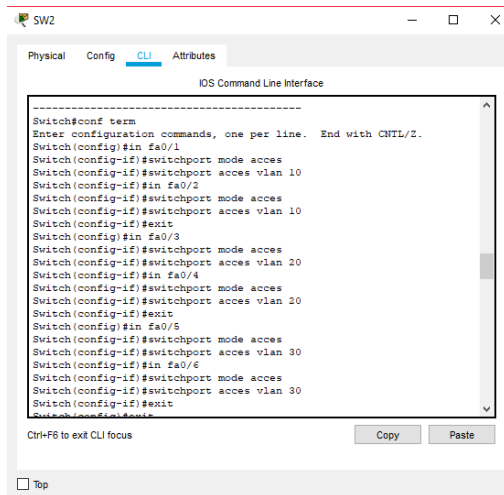 SW2
Physical Config CLI Attributes
IOS Command Line Interface
-------------------------------------------
Switch#conf term
Enter configuration commands, one per line. End with CNTL/Z.
Switch(config)#in fa0/1
Switch(config-if)#switchport mode acces
Switch(config-if)#switchport acces vlan 10
Switch(config-if)#in fa0/2
Switch(config-if)#switchport mode acces
Switch(config-if)#switchport acces vlan 10
Switch(config-if)#exit
Switch(config)#in fa0/3
Switch(config-if)#switchport mode acces
Switch(config-if)#switchport acces vlan 20
Switch(config-if)#in fa0/4
Switch(config-if)#switchport mode acces
Switch(config-if)#switchport acces vlan 20
Switch(config-if)#exit
Switch(config)#in fa0/5
Switch(config-if)#switchport mode acces
Switch(config-if)#switchport acces vlan 30
Switch(config-if)#in fa0/6
Switch(config-if)#switchport mode acces
Switch(config-if)#switchport acces vlan 30
Switch(config-if)#exit
Switch(config)#exit
Ctrl+F6 to exit CLI focus
Copy Paste
Top